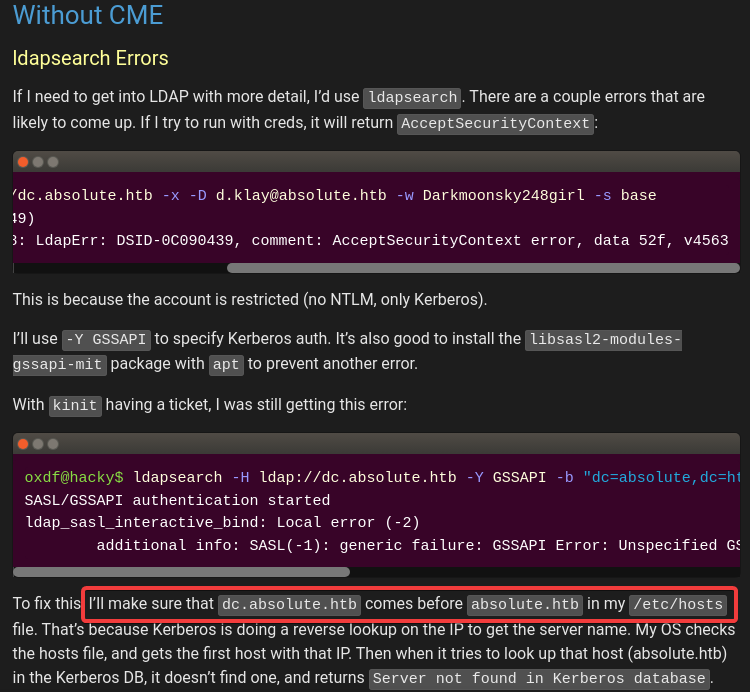 Without CME
ldapsearch Errors
If I need to get into LDAP with more detail, I’d use ldapsearch. There are a couple errors that are
likely to come up. If I try to run with creds, it will return AcceptSecurityContext:
/dc.absolute.htb -x -D d.klay@absolute.htb -w Darkmoonsky248girl -s base
49)
: LdapErr: DSID-0C090439, comment: AcceptSecurityContext error, data 52f, v4563
This is because the account is restricted (no NTLM, only Kerberos).
I’ll use -Y GSSAPI to specify Kerberos auth. It’s also good to install the libsasl2-modules-
gssapi-mit package with apt to prevent another error.
With kinit having a ticket, I was still getting this error:
oxdf@hacky$ ldapsearch -H ldap://dc.absolute.htb -Y GSSAPI -b "dc=absolute,dc=ht
SASL/GSSAPI authentication started
ldap_sasl_interactive_bind: Local error (-2)
additional info: SASL(-1): generic failure: GSSAPI Error: Unspecified GS
To fix this I’ll make sure that dc.absolute.htb comes before absolute.htb in my /etc/hosts
file. That’s because Kerberos is doing a reverse lookup on the IP to get the server name. My OS checks
the hosts file, and gets the first host with that IP. Then when it tries to look up that host (absolute.htb)
in the Kerberos DB, it doesn’t find one, and returns Server not found in Kerberos database.